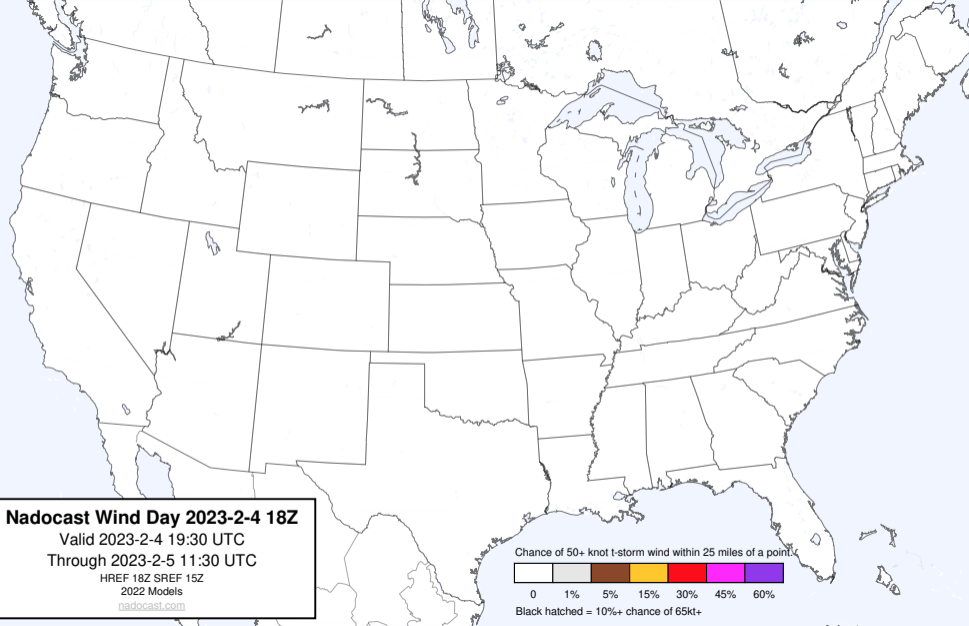 Nadocast Wind Day 2023-2-4 18Z
Valid 2023-2-4 19:30 UTC
Through 2023-2-5 11:30 UTC
HREF 18Z SREF 15Z
2022 Models
nadocast.com
Chance of 50+ knot t-storm wind within 25 miles of a point.
0 1% 5% 15% 30% 45% 60%
Black hatched = 10%+ chance of 65kt+